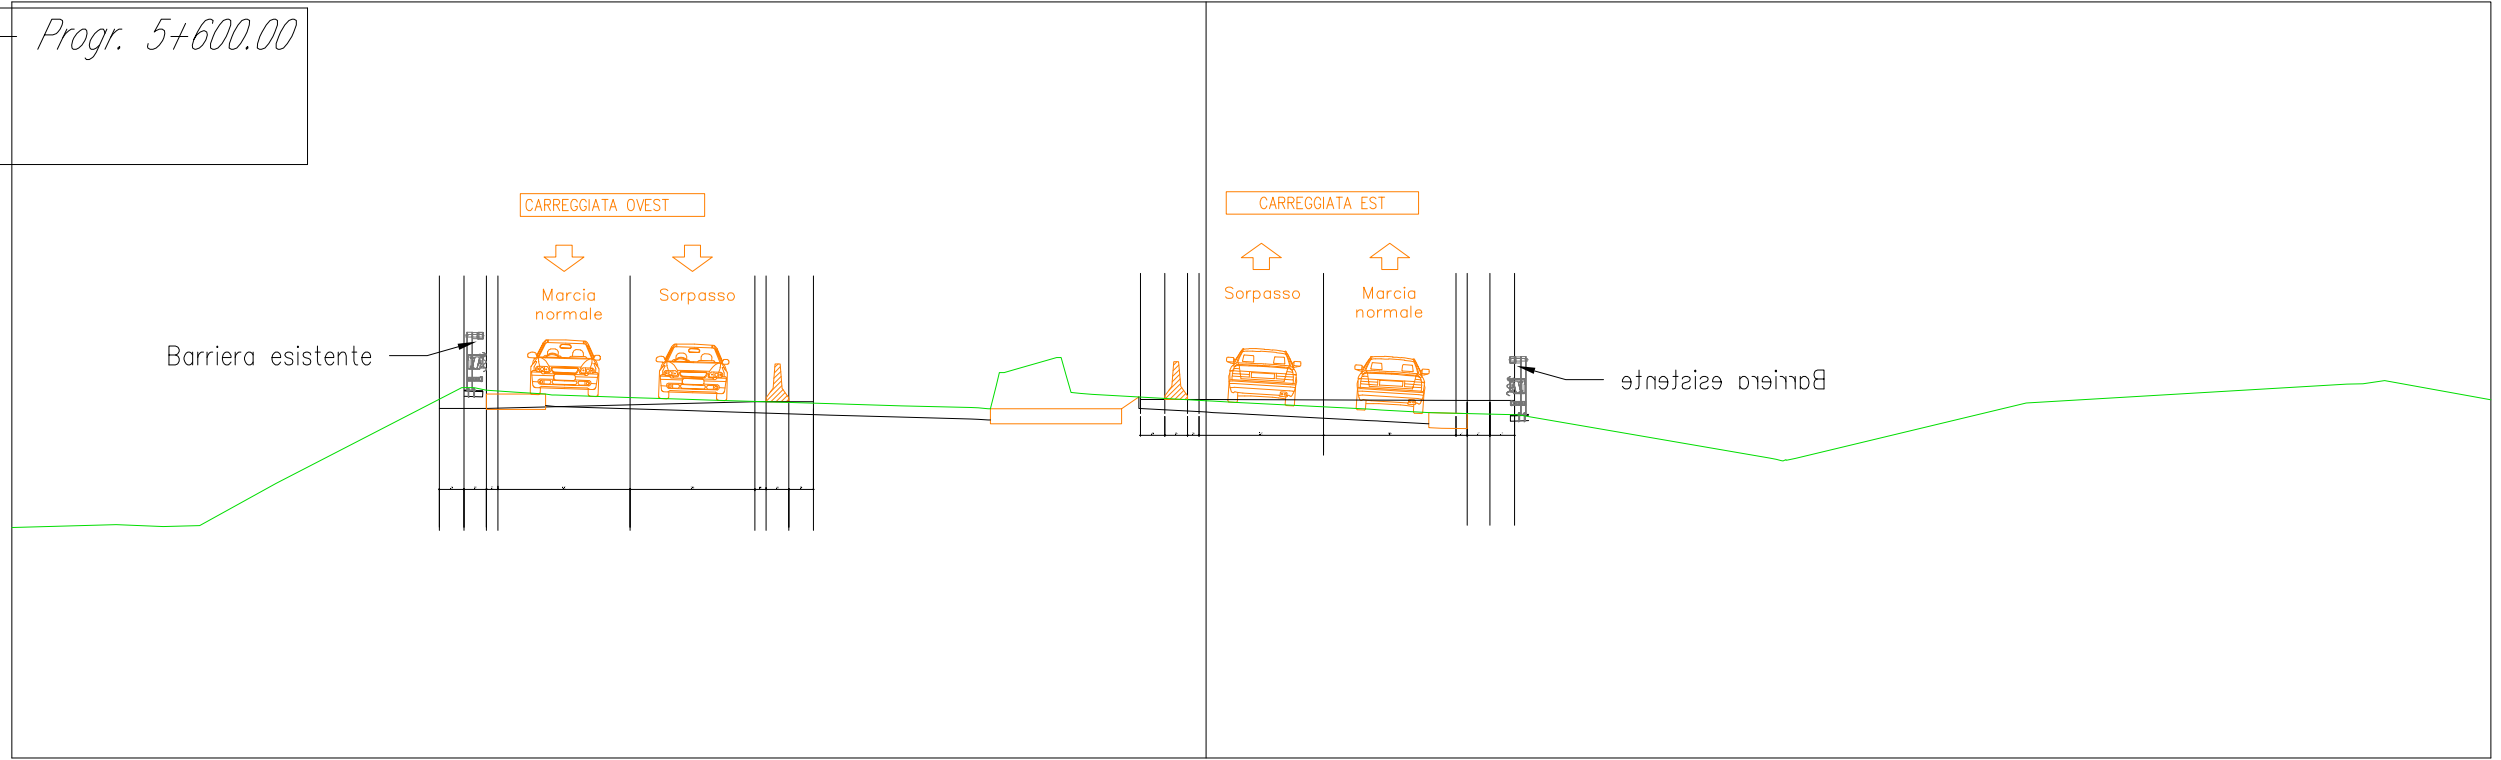 Progr. 5+600.00
CARREGGIATA OVEST
CARREGGIATA EST
Marcia
normale
Sorpasso
Sorpasso
Marcia
normale
Barriera esistente
Barriera esistente